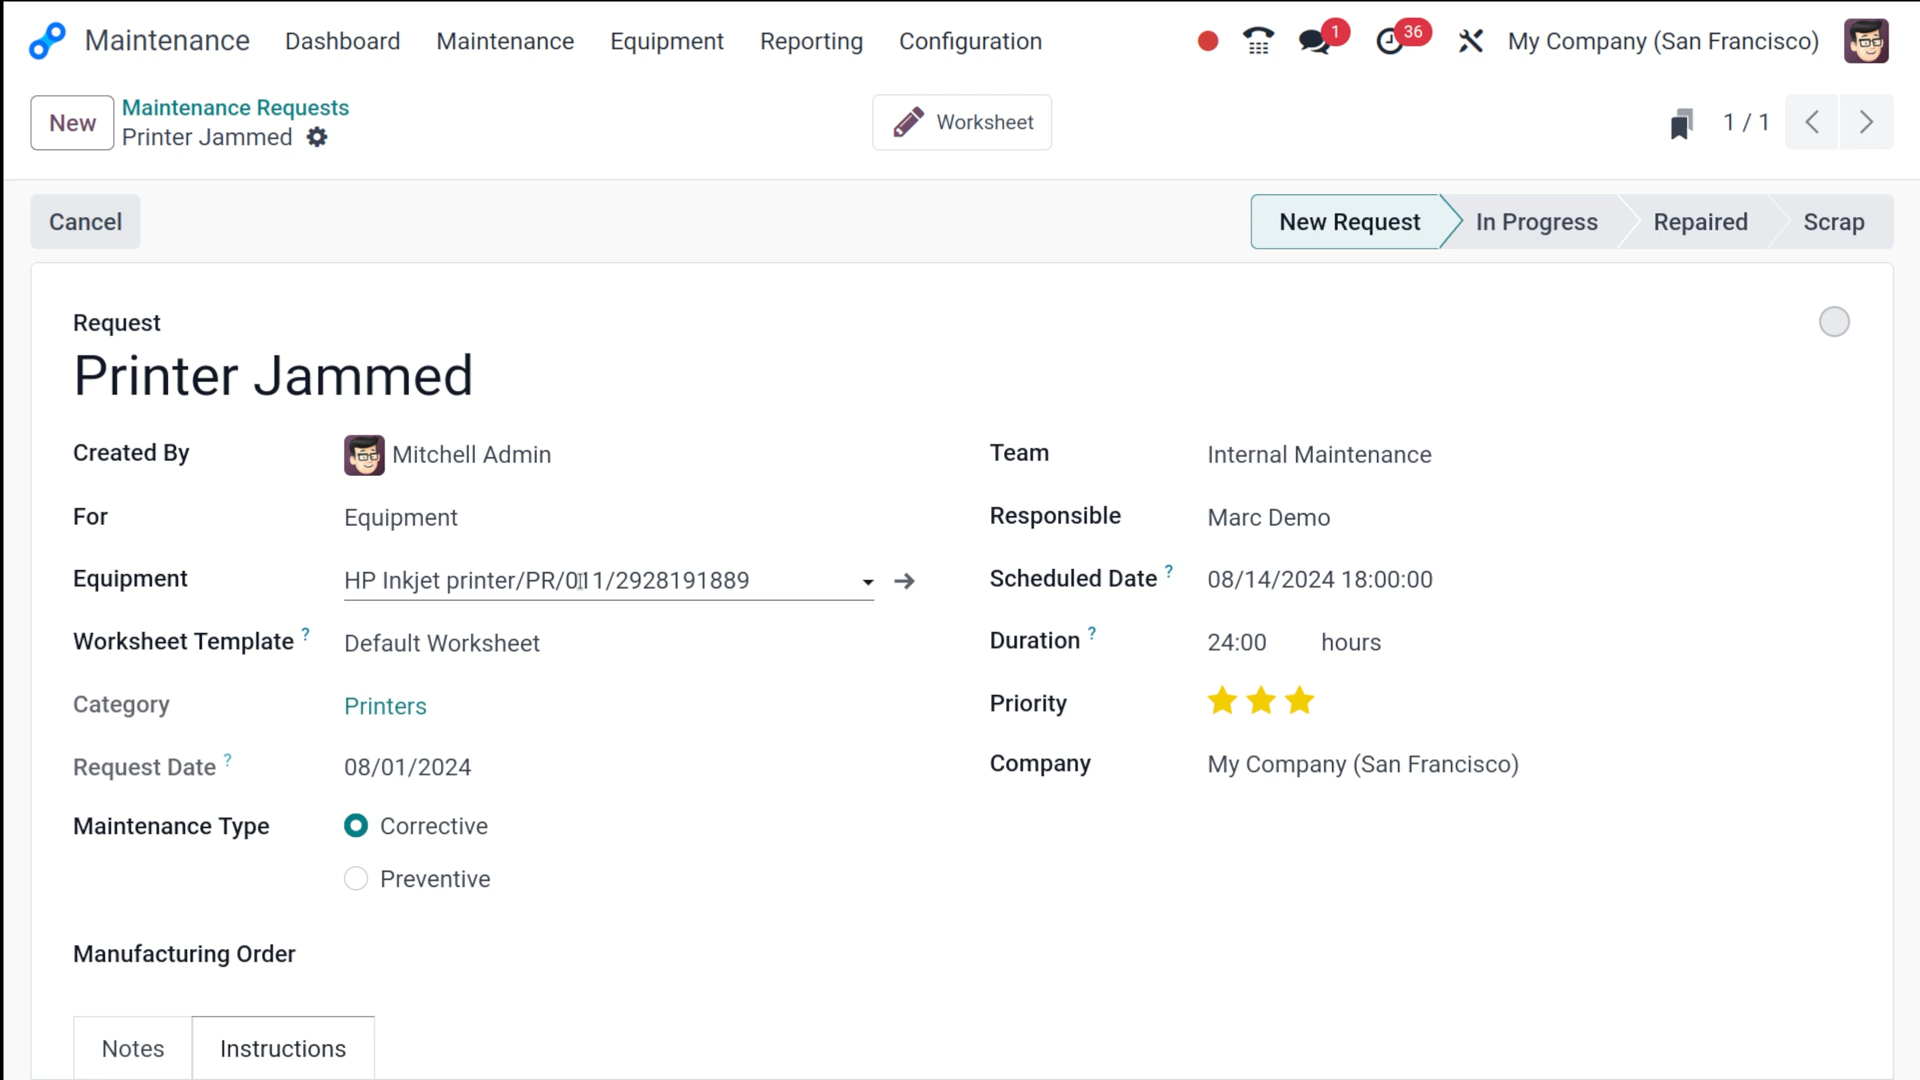 Maintenance Dashboard Maintenance Equipment Reporting Configuration 1 36 My Company (San Francisco)
New Maintenance Requests Worksheet 1 / 1
Printer Jammed
Cancel New Request In Progress Repaired Scrap
Request
Printer Jammed
Created By Mitchell Admin Team Internal Maintenance
For Equipment Responsible Marc Demo
Equipment HP Inkjet printer/PR/011/2928191889 Scheduled Date ? 08/14/2024 18:00:00
Worksheet Template ? Default Worksheet Duration ? 24:00 hours
Category Printers Priority
Request Date ? 08/01/2024 Company My Company (San Francisco)
Maintenance Type Corrective
Preventive
Manufacturing Order
Notes Instructions